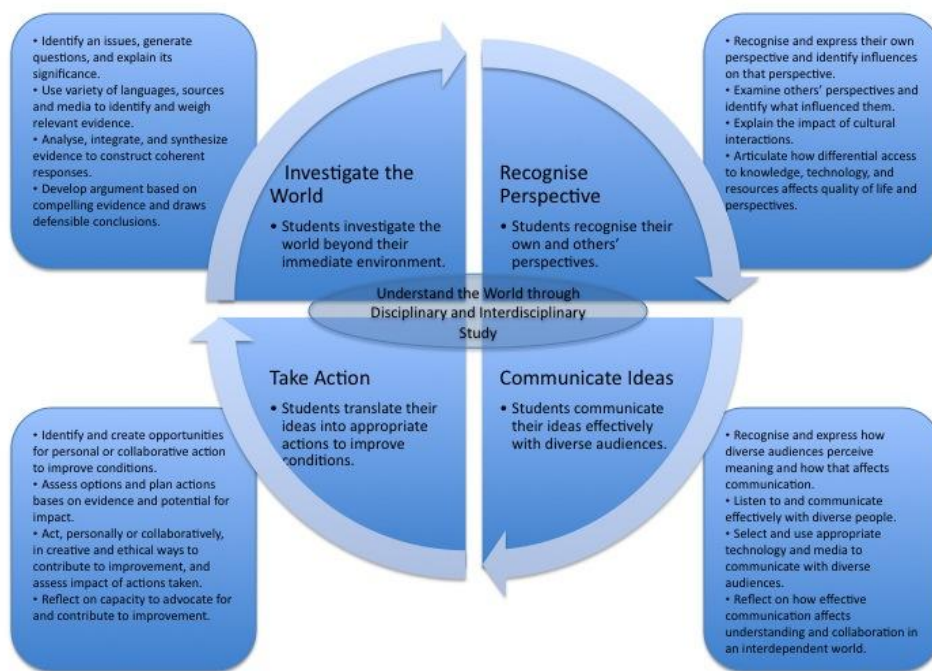 • Identify an issues, generate
questions, and explain its
significance.
• Use variety of languages, sources
and media to identify and weigh
relevant evidence.
• Analyse, integrate, and synthesize
evidence to construct coherent
responses.
• Develop argument based on
compelling evidence and draws
defensible conclusions.
• Recognise and express their own
perspective and identify influences
on that perspective.
• Examine others' perspectives and
identify what influenced them.
• Explain the impact of cultural
interactions.
• Articulate how differential access
to knowledge, technology, and
resources affects quality of life and
perspectives.
Investigate the
World
• Students investigate the
world beyond their
immediate environment.
Recognise
Perspective
• Students recognise their
own and others'
perspectives.
Understand the World through
Disciplinary and Interdisciplinary
Study
Take Action
• Students translate their
ideas into appropriate
actions to improve
conditions.
Communicate Ideas
• Students communicate
their ideas effectively
with diverse audiences.
• Identify and create opportunities
for personal or collaborative action
to improve conditions.
• Assess options and plan actions
based on evidence and potential for
impact.
• Act, personally or collaboratively,
in creative and ethical ways to
contribute to improvement, and
assess impact of actions taken.
• Reflect on capacity to advocate for
and contribute to improvement.
• Recognise and express how
diverse audiences perceive
meaning and how that affects
communication.
• Listen to and communicate
effectively with diverse people.
• Select and use appropriate
technology and media to
communicate with diverse
audiences.
• Reflect on how effective
communication affects
understanding and collaboration in
an interdependent world.